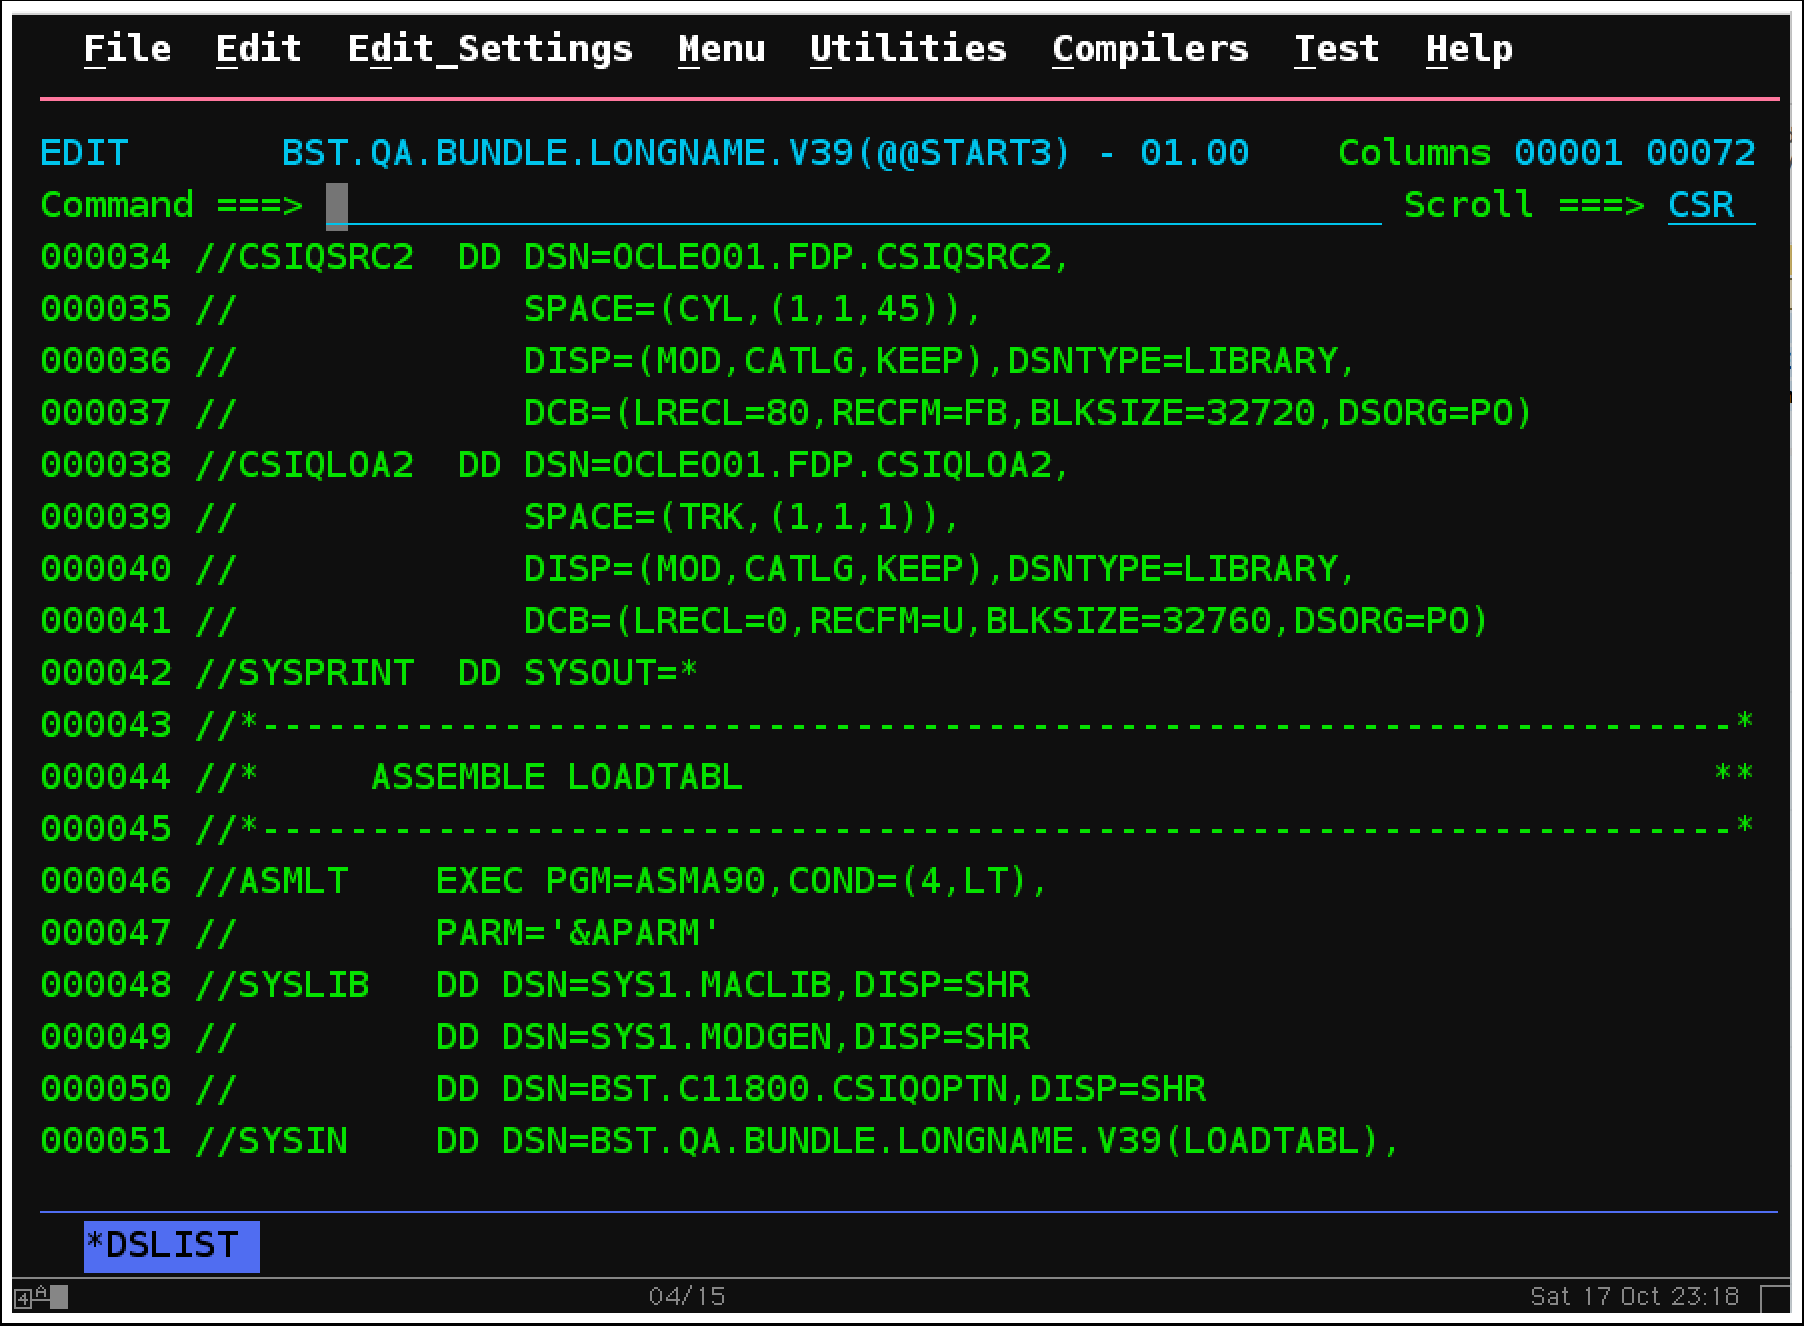 File  Edit  Edit_Settings  Menu  Utilities  Compilers  Test  Help
EDIT       BST.QA.BUNDLE.LONGNAME.V39(@@START3) - 01.00    Columns 00001 00072
Command ===>                                                  Scroll ===> CSR
000034 //CSIQSRC2  DD DSN=OCLEO01.FDP.CSIQSRC2,
000035 //             SPACE=(CYL,(1,1,45)),
000036 //             DISP=(MOD,CATLG,KEEP),DSNTYPE=LIBRARY,
000037 //             DCB=(LRECL=80,RECFM=FB,BLKSIZE=32720,DSORG=PO)
000038 //CSIQLOA2  DD DSN=OCLEO01.FDP.CSIQLOA2,
000039 //             SPACE=(TRK,(1,1,1)),
000040 //             DISP=(MOD,CATLG,KEEP),DSNTYPE=LIBRARY,
000041 //             DCB=(LRECL=0,RECFM=U,BLKSIZE=32760,DSORG=PO)
000042 //SYSPRINT  DD SYSOUT=*
000043 //*-------------------------------------------------------------------*
000044 //*     ASSEMBLE LOADTABL                                            **
000045 //*-------------------------------------------------------------------*
000046 //ASMLT    EXEC PGM=ASMA90,COND=(4,LT),
000047 //         PARM='&APARM'
000048 //SYSLIB   DD DSN=SYS1.MACLIB,DISP=SHR
000049 //         DD DSN=SYS1.MODGEN,DISP=SHR
000050 //         DD DSN=BST.C11800.CSIQOPTN,DISP=SHR
000051 //SYSIN    DD DSN=BST.QA.BUNDLE.LONGNAME.V39(LOADTABL),
*DSLIST
4 A 04/15 Sat 17 Oct 23:18